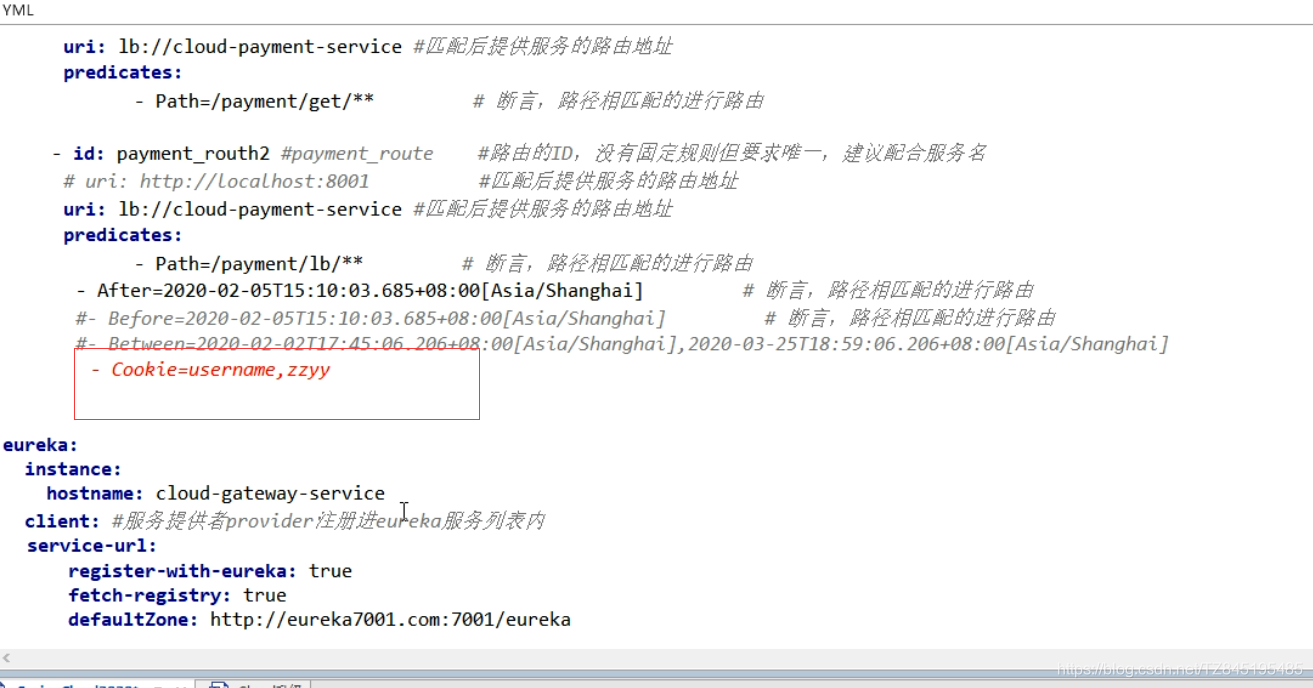 YML
uri: lb://cloud-payment-service #匹配后提供服务的路由地址
predicates:
- Path=/payment/get/** # 断言，路径相匹配的进行路由
- id: payment_routh2 #payment_route #路由的ID，没有固定规则但要求唯一，建议配合服务名
# uri: http://localhost:8001 #匹配后提供服务的路由地址
uri: lb://cloud-payment-service #匹配后提供服务的路由地址
predicates:
- Path=/payment/lb/** # 断言，路径相匹配的进行路由
- After=2020-02-05T15:10:03.685+08:00[Asia/Shanghai] # 断言，路径相匹配的进行路由
#- Before=2020-02-05T15:10:03.685+08:00[Asia/Shanghai] # 断言，路径相匹配的进行路由
#- Between=2020-02-02T17:45:06.206+08:00[Asia/Shanghai],2020-03-25T18:59:06.206+08:00[Asia/Shanghai]
- Cookie=username,zzyy
eureka:
instance:
hostname: cloud-gateway-service
client: #服务提供者provider注册进eureka服务列表内
service-url:
register-with-eureka: true
fetch-registry: true
defaultZone: http://eureka7001.com:7001/eureka
https://blog.csdn.net/TZ845195485